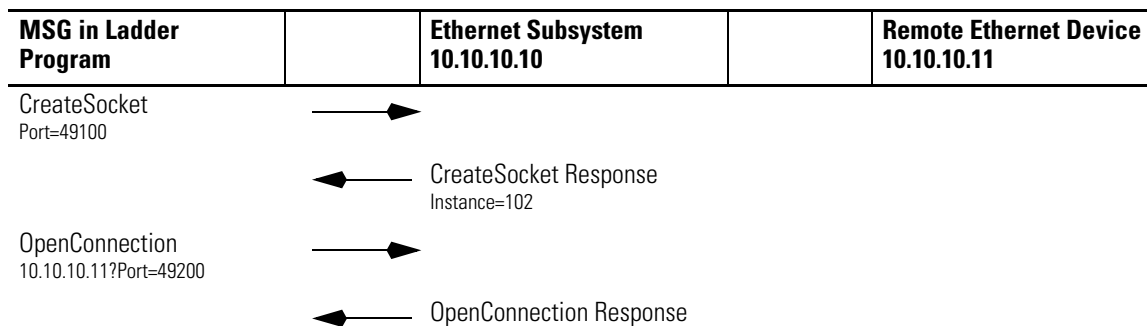 MSG in Ladder
Program
Ethernet Subsystem
10.10.10.10
Remote Ethernet Device
10.10.10.11
CreateSocket
Port=49100
CreateSocket Response
Instance=102
OpenConnection
10.10.10.11?Port=49200
OpenConnection Response